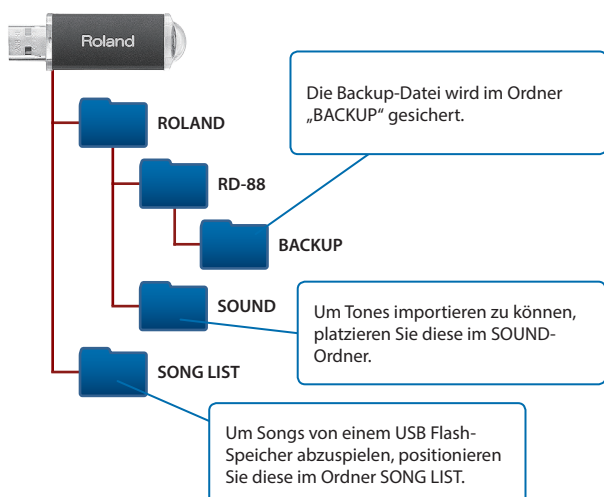 Roland
Die Backup-Datei wird im Ordner
„BACKUP“ gesichert.
ROLAND
RD-88
BACKUP
SOUND
Um Tones importieren zu können,
platzieren Sie diese im SOUND-
Ordner.
SONG LIST
Um Songs von einem USB Flash-
Speicher abzuspielen, positionieren
Sie diese im Ordner SONG LIST.